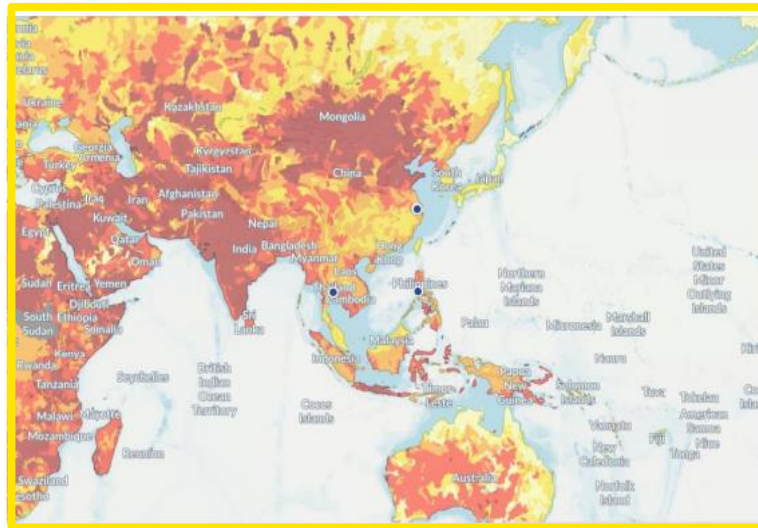 Ukraine
Kazakhstan
Mongolia
Georgia
Armenia
Kyrgyzstan
Turkey
Tajikistan
China
South
Korea
Japan
Cyprus
Palestina
Iraq
Iran
Afghanistan
Kuwait
Pakistan
Nepal
Egypt
Qatar
India
Bangladesh
Hong
Kong
Oman
Myanmar
Laos
Sudan
Eritrea
Yemen
Thailand
Philippines
Northern
Mariana
Islands
United
States
Minor
Outlying
Islands
Djibouti
Cambodia
South
Sudan
Ethiopia
Somalia
Sri
Lanka
Palau
Micronesia
Marshall
Islands
Kenya
Malaysia
Rwanda
Indonesia
Nauru
Tanzania
Seychelles
British
Indian
Ocean
Territory
Papua
New
Guinea
Solomon
Islands
Timor
Leste
Tuva
Tokelau
Malawi
Mayotte
Cocos
Islands
American
Samoa
Mozambique
Vanuatu
Fiji
Niue
Tonga
Reunion
New
Caledonia
Australia
Swaziland
Norfolk
Island